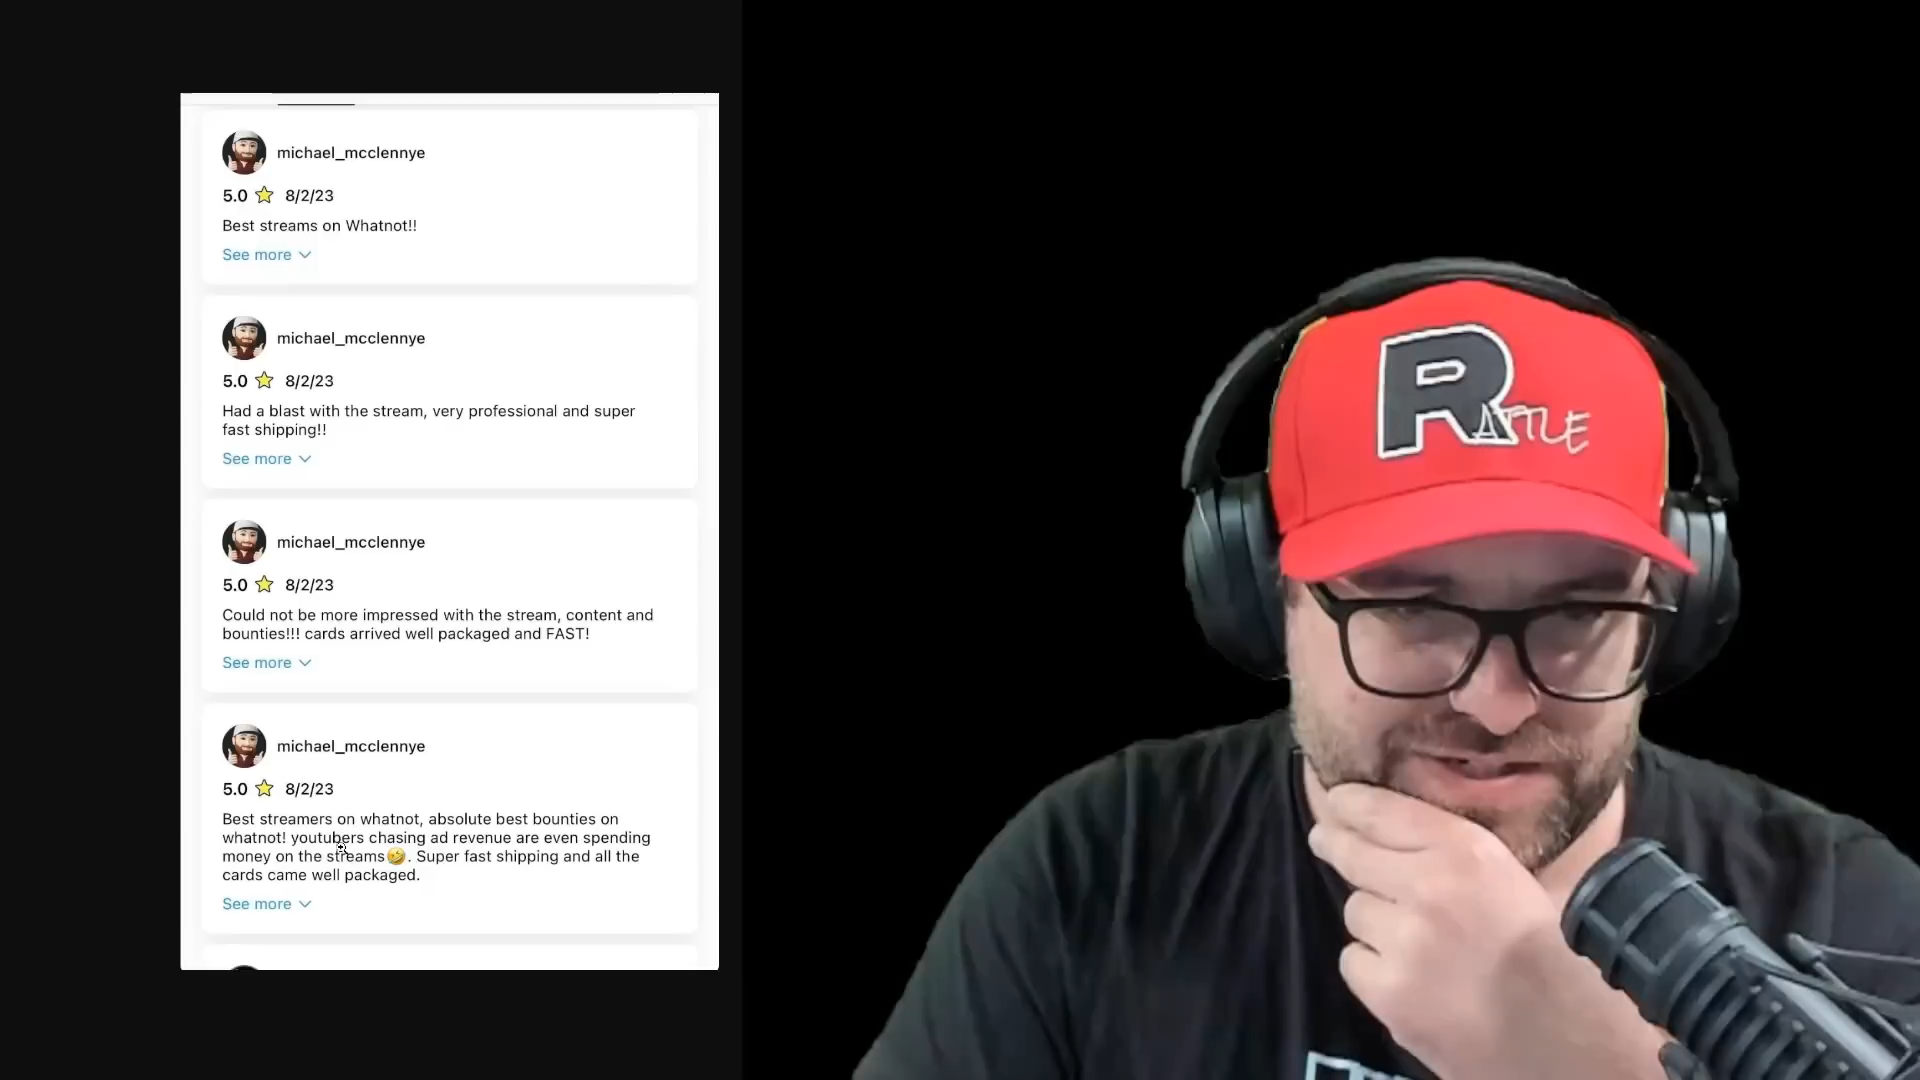 michael_mcclennye
5.0 8/2/23
Best streams on Whatnot!!
See more
michael_mcclennye
5.0 8/2/23
Had a blast with the stream, very professional and super
fast shipping!!
See more
michael_mcclennye
5.0 8/2/23
Could not be more impressed with the stream, content and
bounties!!! cards arrived well packaged and FAST!
See more
michael_mcclennye
5.0 8/2/23
Best streamers on whatnot, absolute best bounties on
whatnot! youtubers chasing ad revenue are even spending
money on the streams🤣. Super fast shipping and all the
cards came well packaged.
See more
RATTLE